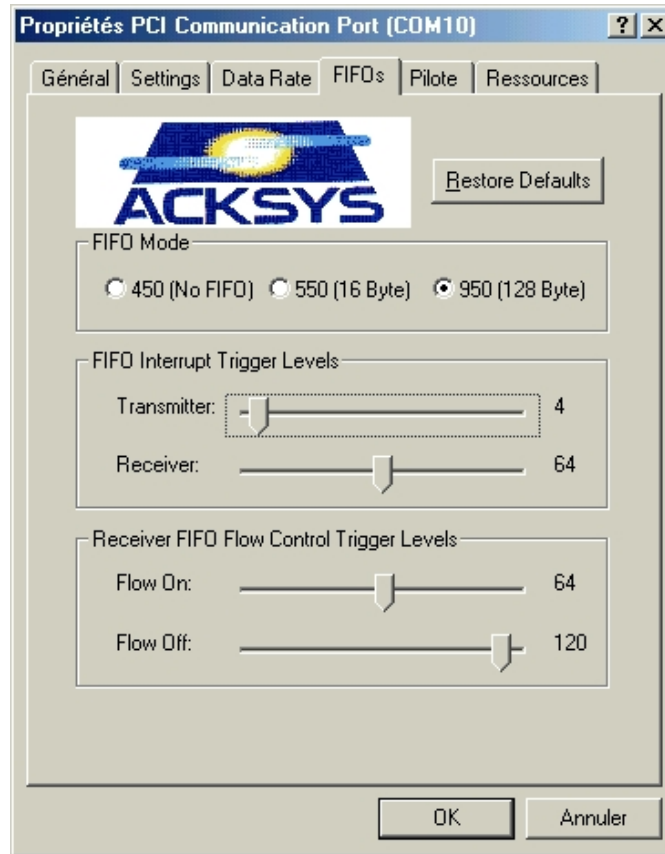 Propriétés PCI Communication Port (COM10)
Général Settings Data Rate FIFOs Pilote Ressources
ACKSYS
Restore Defaults
FIFO Mode
450 (No FIFO) 550 (16 Byte) 950 (128 Byte)
FIFO Interrupt Trigger Levels
Transmitter: 4
Receiver: 64
Receiver FIFO Flow Control Trigger Levels
Flow On: 64
Flow Off: 120
OK Annuler